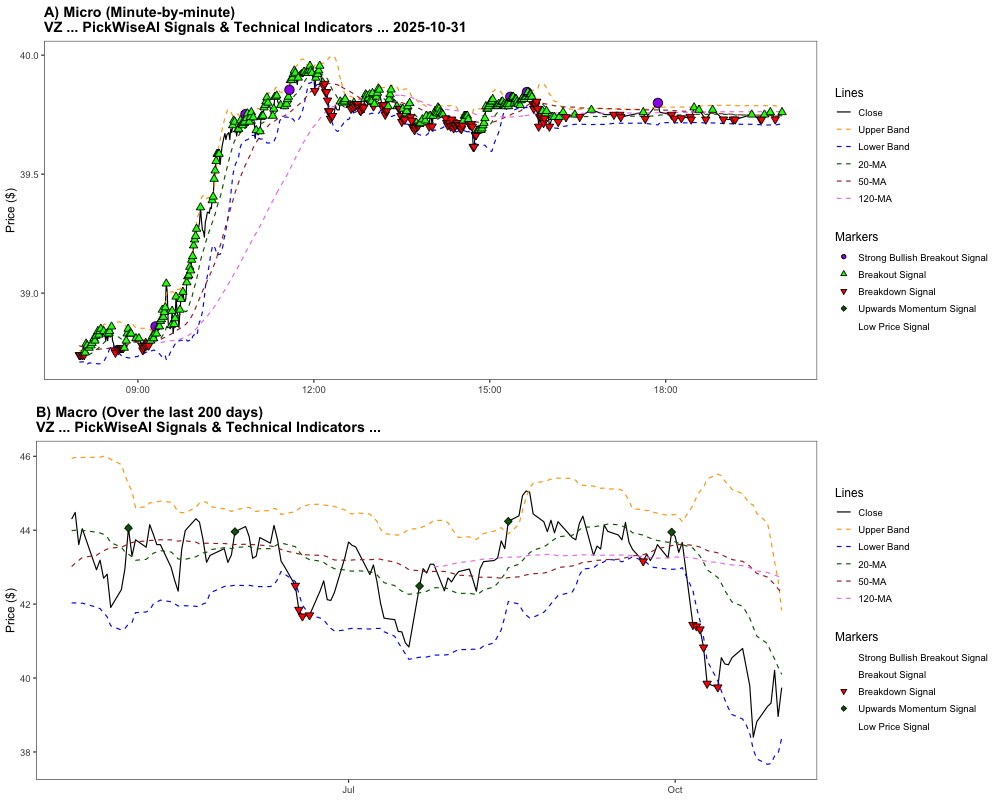 A) Micro (Minute-by-minute)
VZ ... PickWiseAI Signals & Technical Indicators ... 2025-10-31
Price ($)
40.0
39.5
39.0
09:00
12:00
15:00
18:00
Lines
Close
Upper Band
Lower Band
20-MA
50-MA
120-MA
Markers
Strong Bullish Breakout Signal
Breakout Signal
Breakdown Signal
Upwards Momentum Signal
Low Price Signal
B) Macro (Over the last 200 days)
VZ ... PickWiseAI Signals & Technical Indicators ...
Price ($)
46
44
42
40
38
Jul
Oct
Lines
Close
Upper Band
Lower Band
20-MA
50-MA
120-MA
Markers
Strong Bullish Breakout Signal
Breakout Signal
Breakdown Signal
Upwards Momentum Signal
Low Price Signal